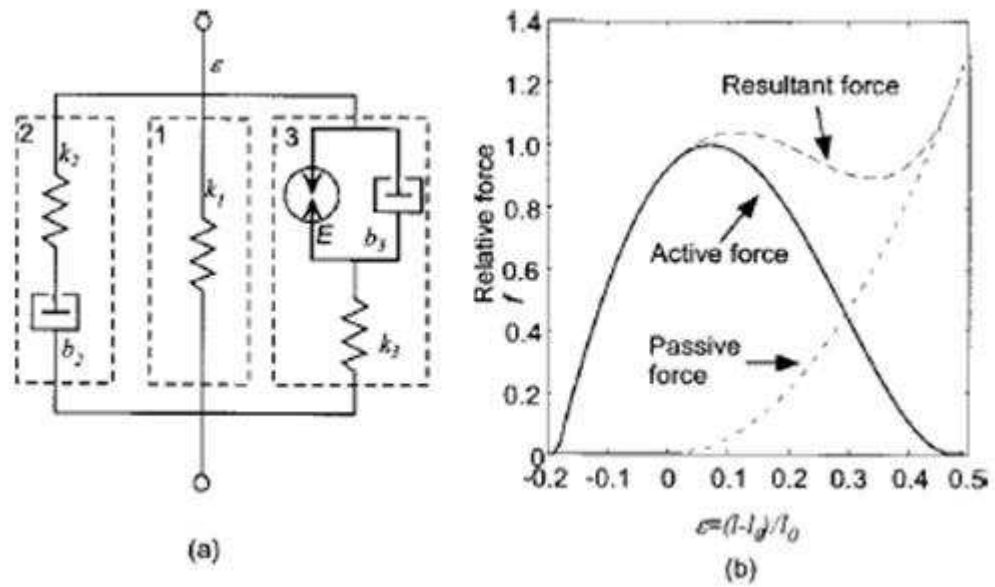 ε
2
k₂
b₂
1
k₁
3
E
b₃
k₃
(a)
1.4
1.2
1.0
0.8
0.6
0.4
0.2
0
Relative force
f
Resultant force
Active force
Passive
force
-0.2 -0.1 0 0.1 0.2 0.3 0.4 0.5
ε=(l-l₀)/l₀
(b)